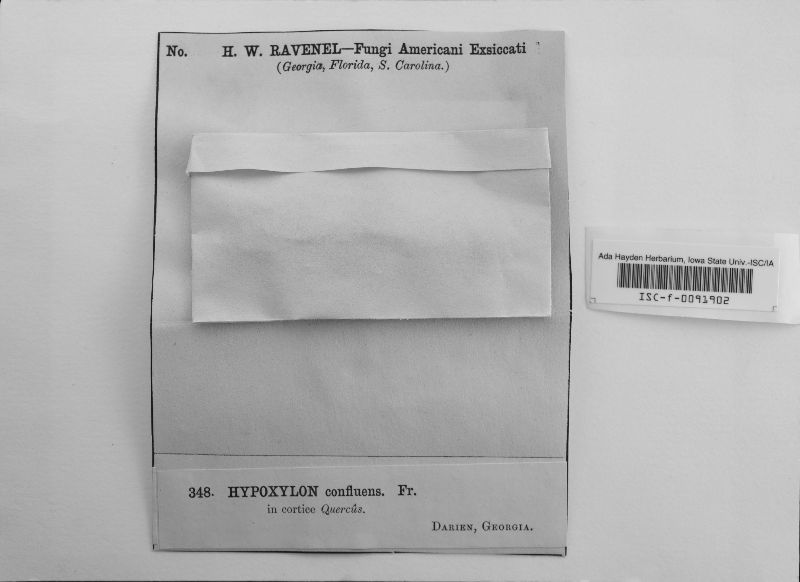 No. H. W. RAVENEL—Fungi Americani Exsiccati
(Georgia, Florida, S. Carolina.)
Ada Hayden Herbarium, Iowa State Univ.-ISC/IA
ISC-f-0091902
348. HYPOXYLON confluens. Fr.
in cortice Quercûs.
DARIEN, GEORGIA.